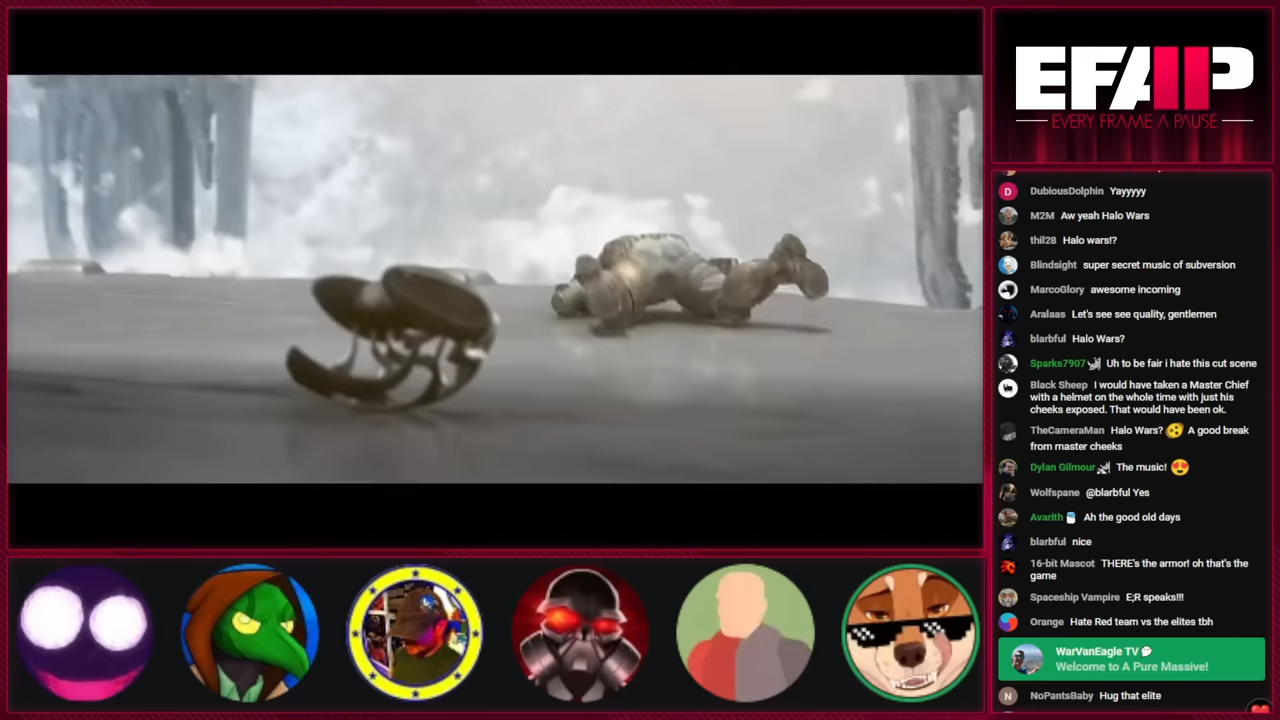 EFAP
EVERY FRAME A PAUSE
D DubiousDolphin Yayyyyy
M2M Aw yeah Halo Wars
thil28 Halo wars!?
Blindsight super secret music of subversion
MarcoGlory awesome incoming
Aralaas Let's see see quality, gentlemen
blarbful Halo Wars?
Sparks7907 Uh to be fair i hate this cut scene
Black Sheep I would have taken a Master Chief
with a helmet on the whole time with just his
cheeks exposed. That would have been ok.
TheCameraMan Halo Wars? A good break
from master cheeks
Dylan Gilmour The music!
Wolfspane @blarbful Yes
Avarith Ah the good old days
blarbful nice
16-bit Mascot THERE's the armor! oh that's the
game
Spaceship Vampire E;R speaks!!!
Orange Hate Red team vs the elites tbh
WarVanEagle TV
Welcome to A Pure Massive!
N NoPantsBaby Hug that elite